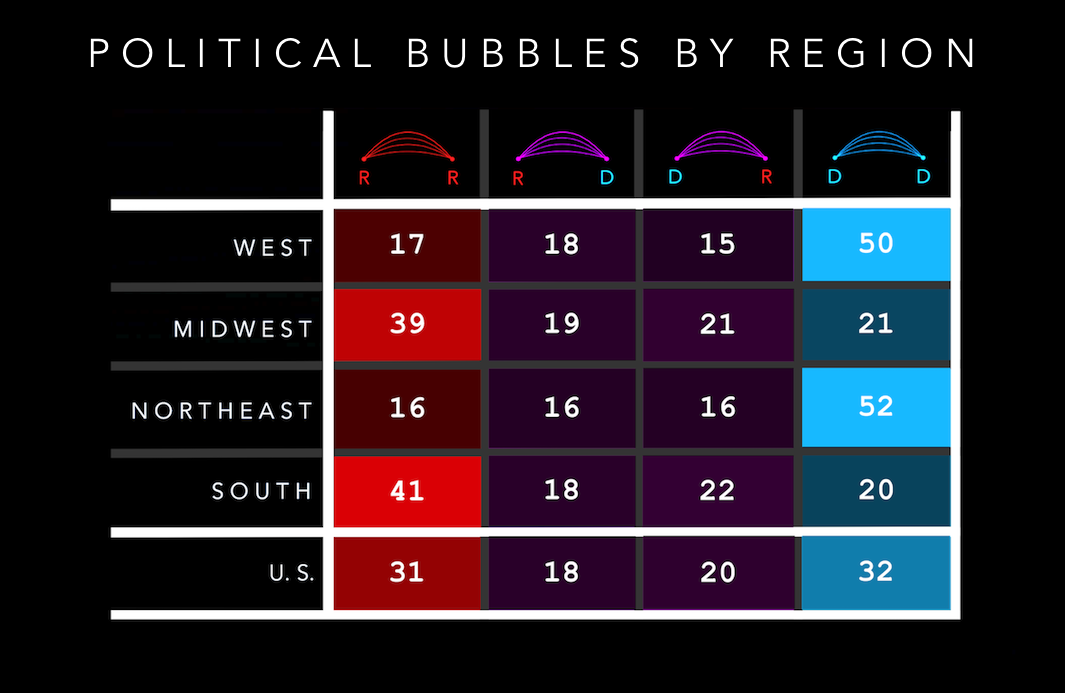 POLITICAL BUBBLES BY REGION
R R R D D R D D
WEST 17 18 15 50
MIDWEST 39 19 21 21
NORTHEAST 16 16 16 52
SOUTH 41 18 22 20
U.S. 31 18 20 32